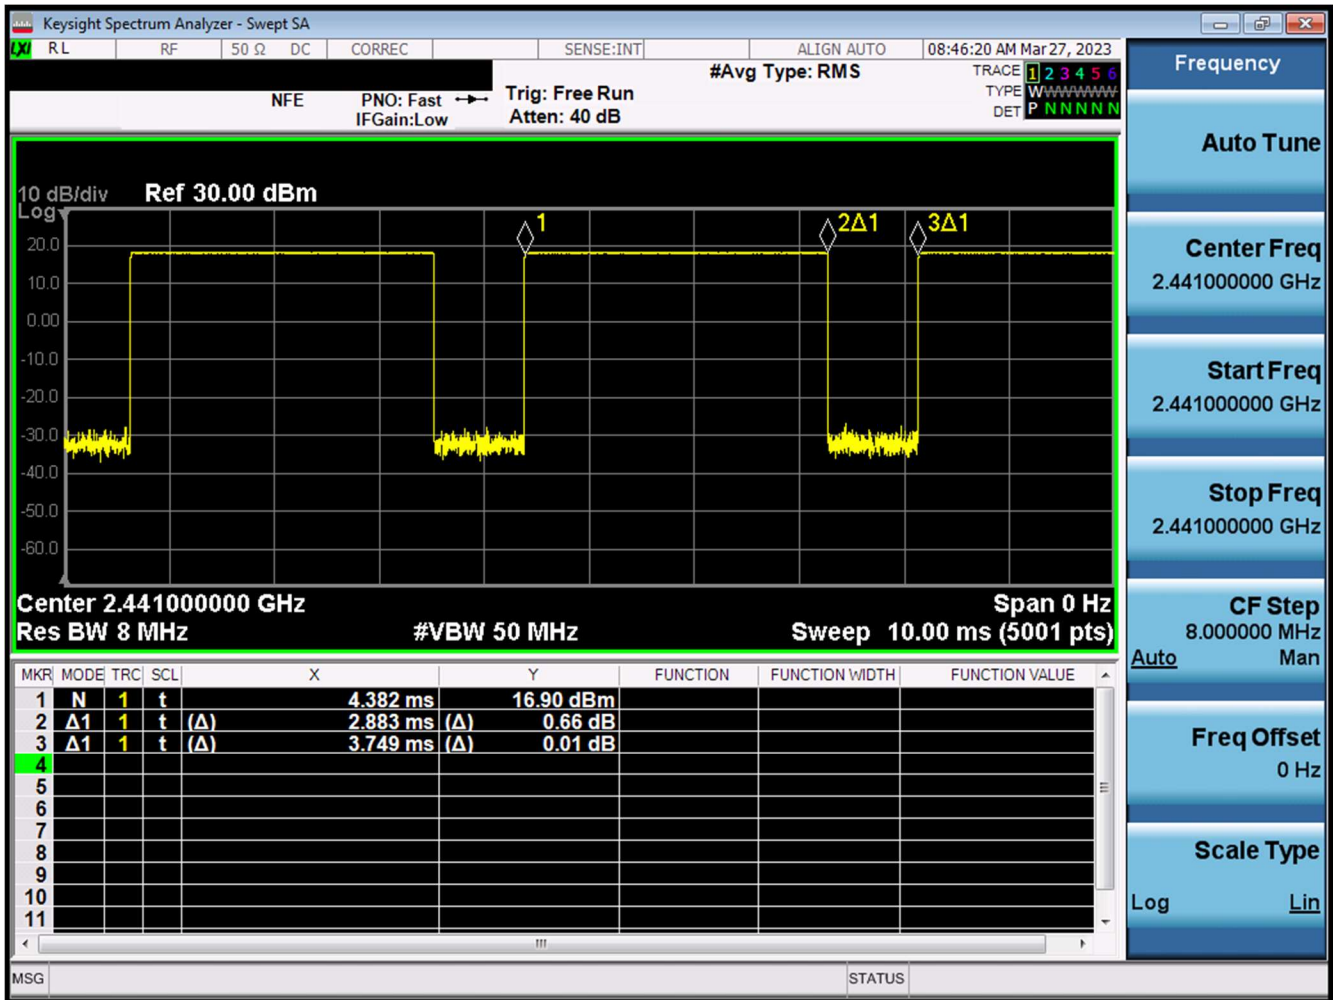 Keysight Spectrum Analyzer - Swept SA
LXI RL RF 50 Ω DC CORREC SENSE:INT ALIGN AUTO 08:46:20 AM Mar 27, 2023
NFE PNO: Fast IFGain:Low Trig: Free Run Atten: 40 dB #Avg Type: RMS
TRACE 1 2 3 4 5 6
TYPE WWWWWW
DET P N N N N N
10 dB/div Ref 30.00 dBm
Log
1 2Δ1 3Δ1
20.0
10.0
0.00
-10.0
-20.0
-30.0
-40.0
-50.0
-60.0
Center 2.441000000 GHz Span 0 Hz
Res BW 8 MHz #VBW 50 MHz Sweep 10.00 ms (5001 pts)
MKR MODE TRC SCL X Y FUNCTION FUNCTION WIDTH FUNCTION VALUE
1 N 1 t 4.382 ms 16.90 dBm
2 Δ1 1 t (Δ) 2.883 ms (Δ) 0.66 dB
3 Δ1 1 t (Δ) 3.749 ms (Δ) 0.01 dB
4
5
6
7
8
9
10
11
MSG STATUS
Frequency
Auto Tune
Center Freq
2.441000000 GHz
Start Freq
2.441000000 GHz
Stop Freq
2.441000000 GHz
CF Step
8.000000 MHz
Auto Man
Freq Offset
0 Hz
Scale Type
Log Lin